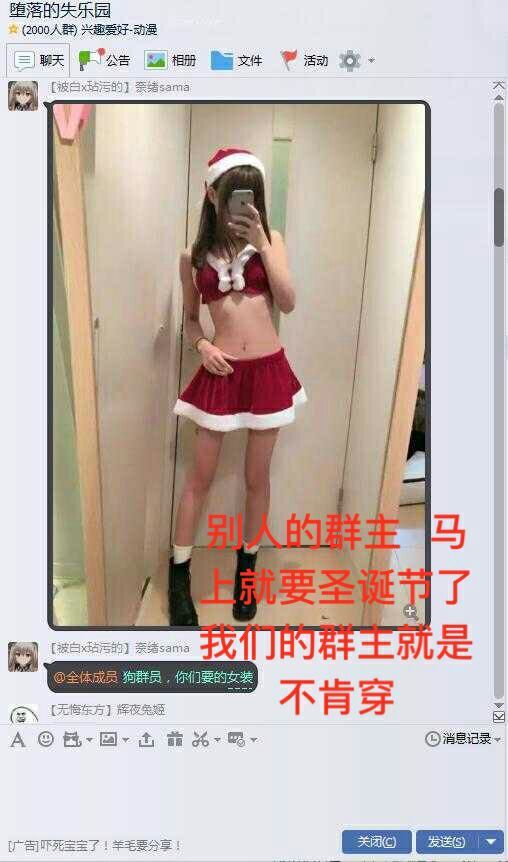 堕落的失乐园
(2000人群) 兴趣爱好-动漫
聊天 公告 相册 文件 活动
【被白x玷污的】奈绪sama
别人的群主 马
上就要圣诞节了
我们的群主就是
不肯穿
【被白x玷污的】奈绪sama
@全体成员 狗群员，你们要的女装
【无悔东方】辉夜兔姬
消息记录
[广告]吓死宝宝了！羊毛要分享！
关闭(C) 发送(S)